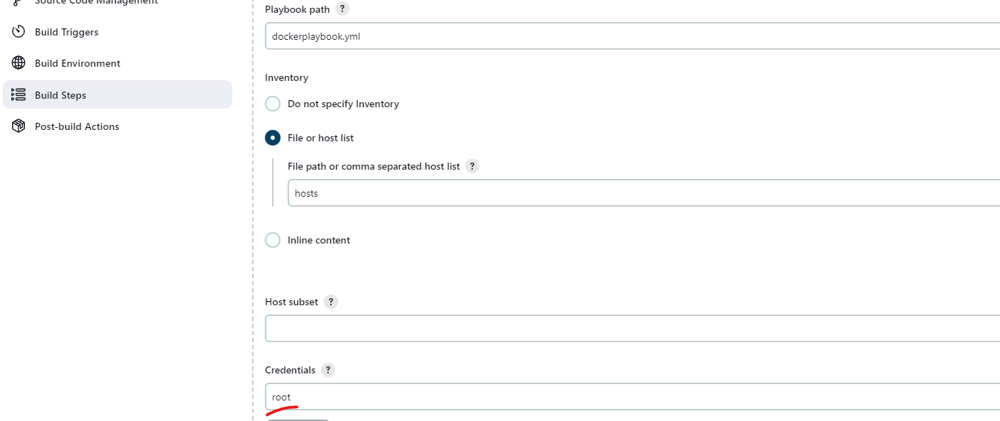 Source Code Management
Playbook path ?
dockerplaybook.yml
Build Triggers
Build Environment
Inventory
Build Steps
Do not specify Inventory
Post-build Actions
File or host list
File path or comma separated host list ?
hosts
Inline content
Host subset ?
Credentials ?
root